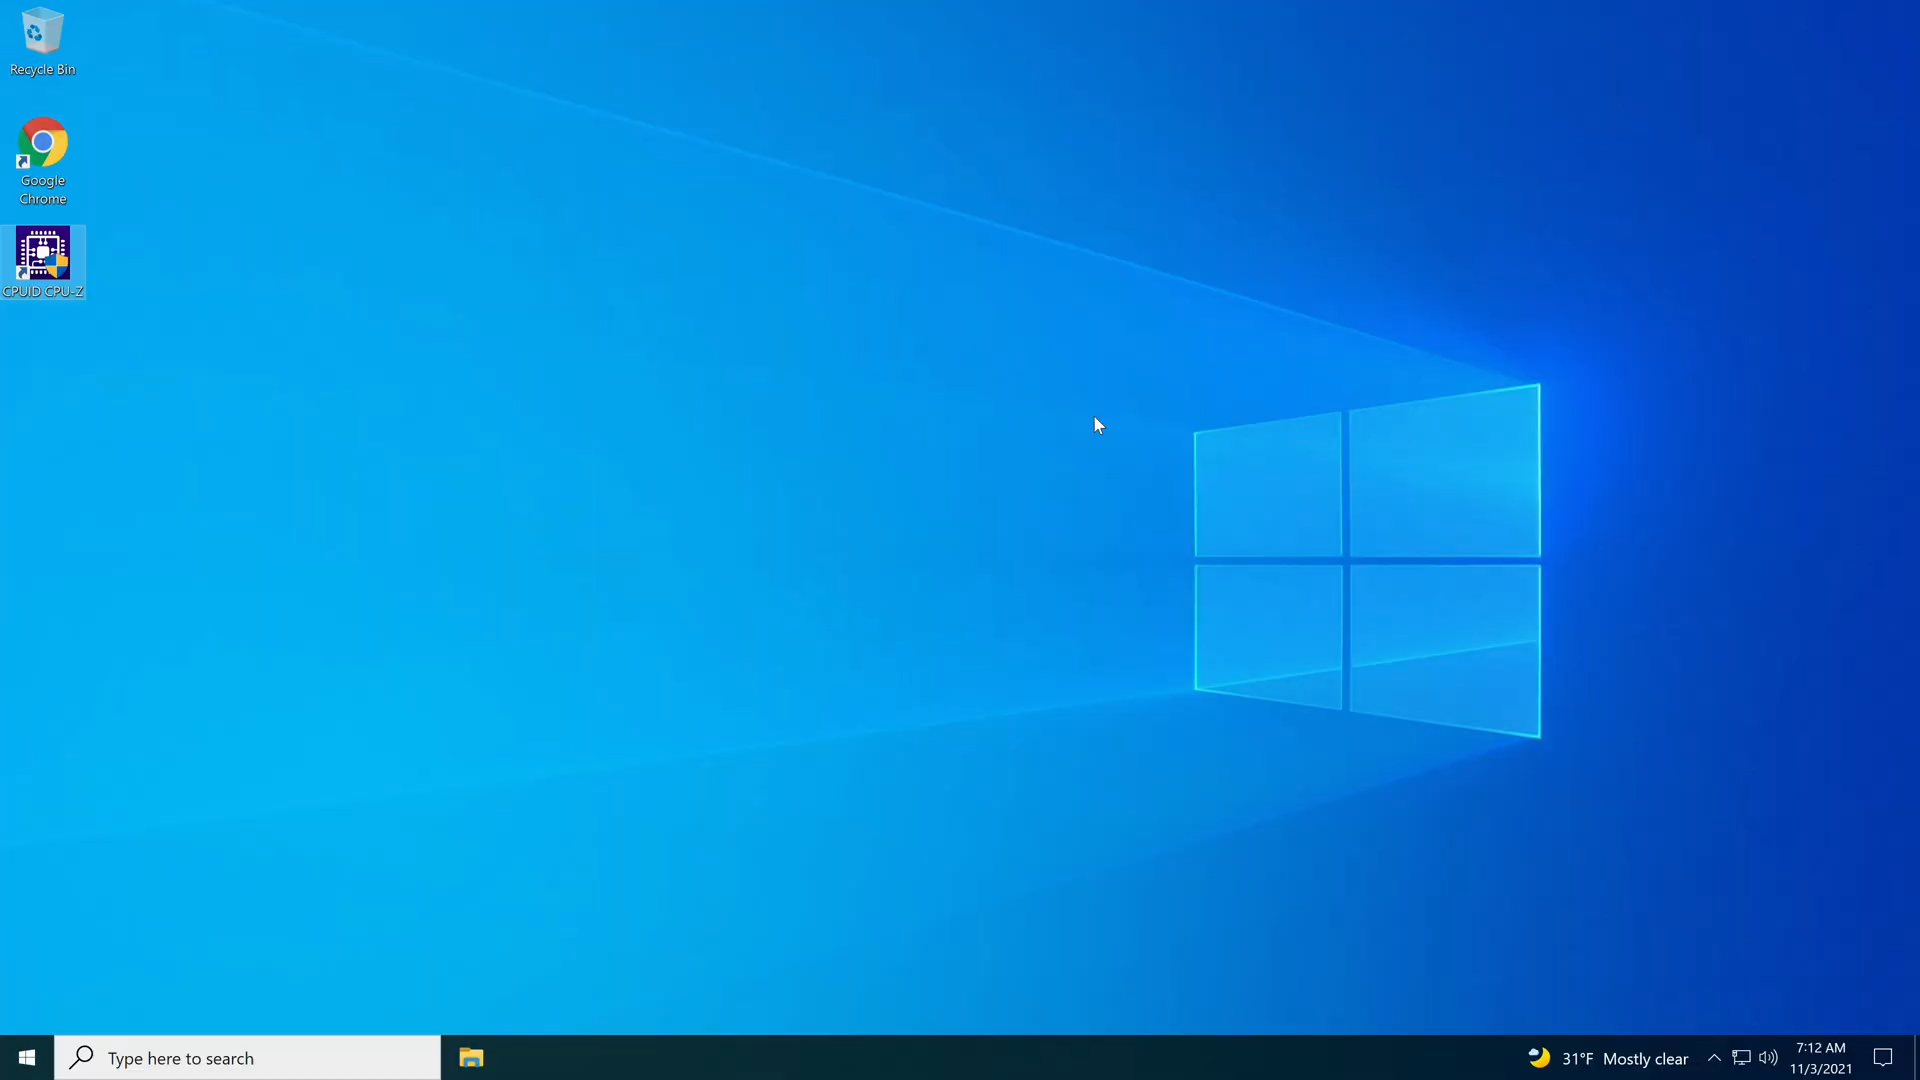 Recycle Bin
Google
Chrome
CPUID CPU-Z
Type here to search
31°F Mostly clear
7:12 AM
11/3/2021